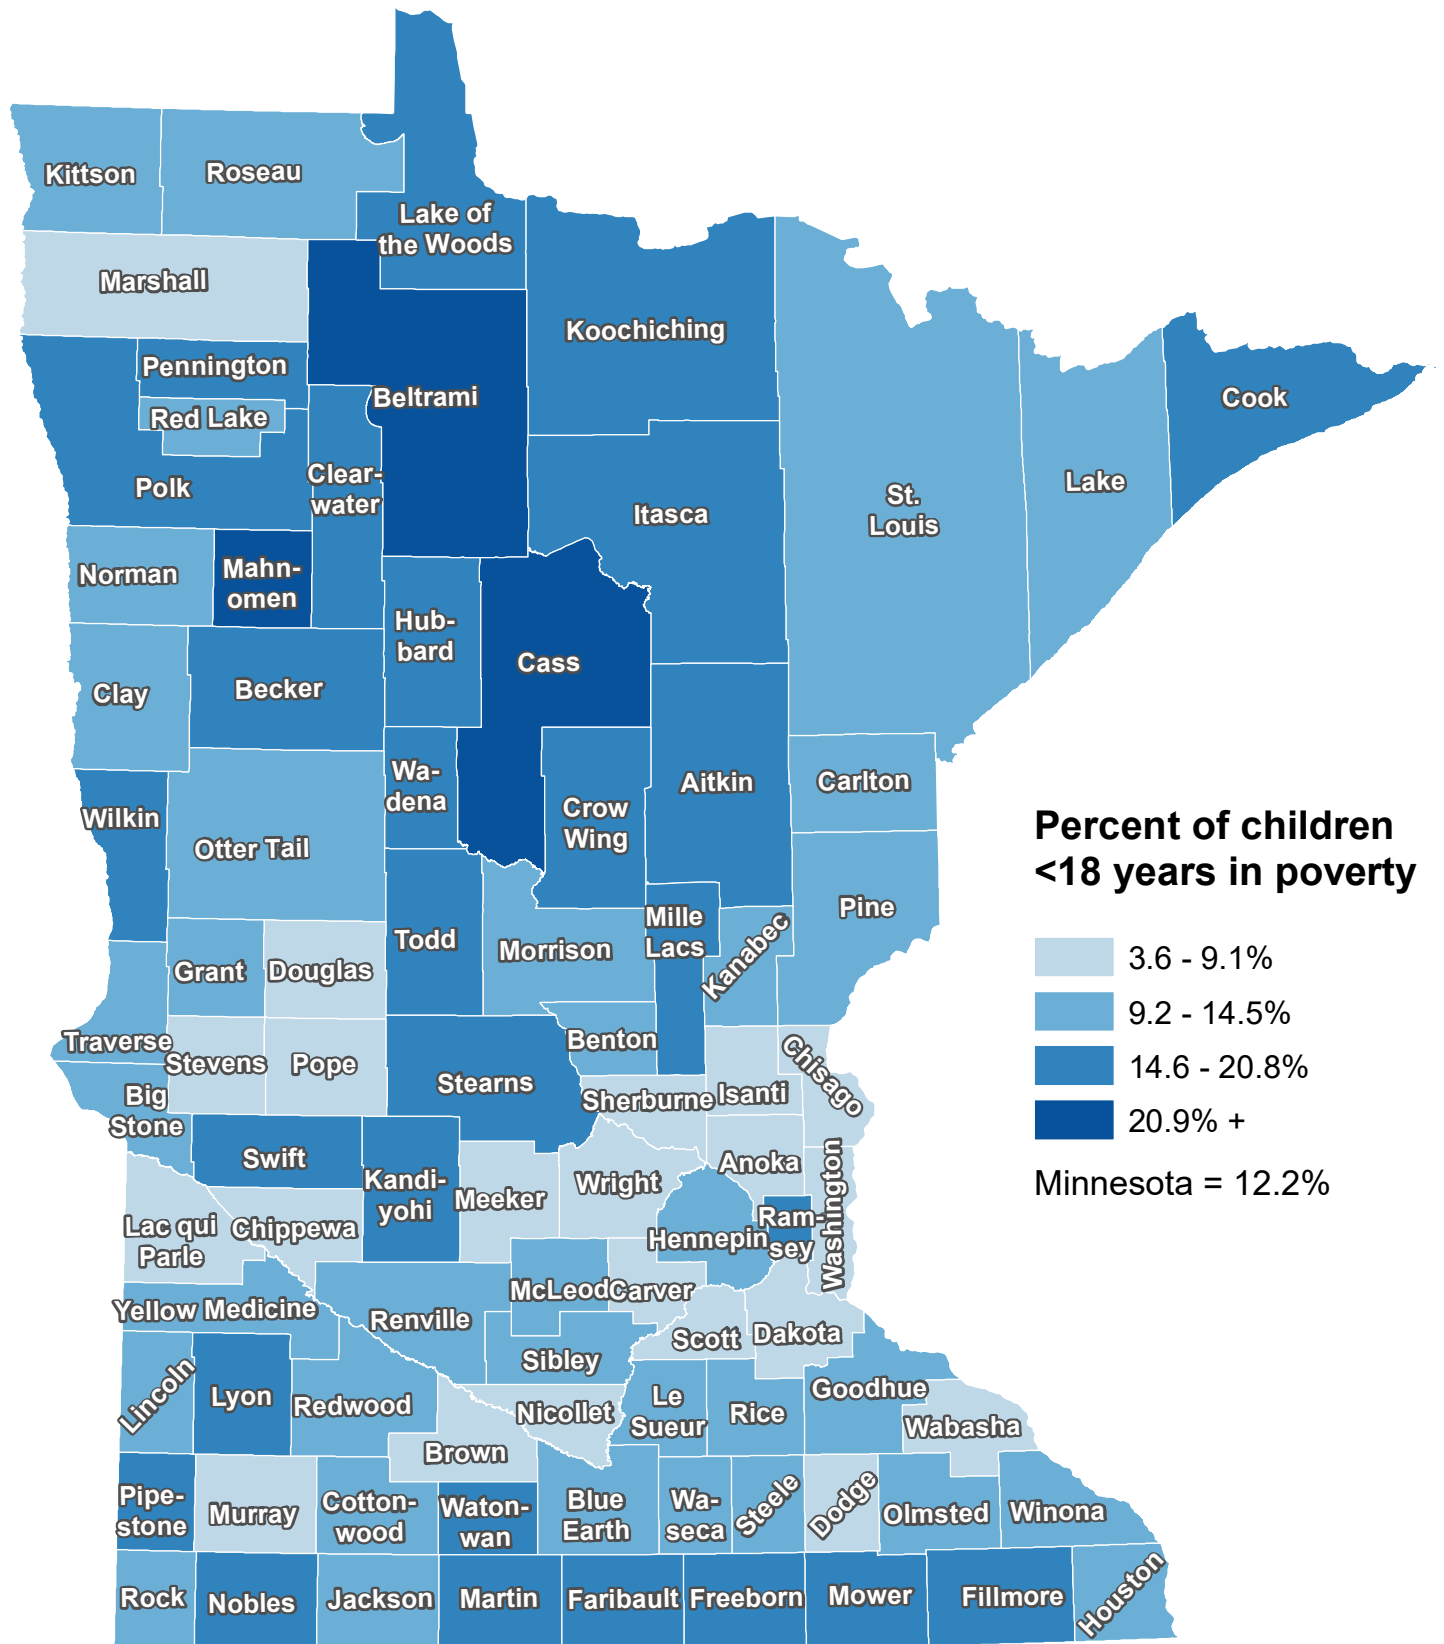 Kittson
Roseau
Lake of
the Woods
Marshall
Koochiching
Pennington
Beltrami
Cook
Red Lake
Clear-
water
Polk
Lake
St.
Louis
Itasca
Norman
Mahn-
omen
Hub-
bard
Cass
Clay
Becker
Wa-
dena
Aitkin
Carlton
Crow
Wing
Wilkin
Otter Tail
Percent of children
<18 years in poverty
3.6 - 9.1%
9.2 - 14.5%
14.6 - 20.8%
20.9% +
Minnesota = 12.2%
Pine
Mille
Lacs
Kanabec
Todd
Morrison
Grant
Douglas
Traverse
Stevens
Pope
Benton
Chisago
Stearns
Big
Stone
Sherburne
Isanti
Swift
Kandi-
yohi
Meeker
Wright
Anoka
Washington
Lac qui
Parle
Chippewa
Hennepin
Ram-
sey
Yellow Medicine
Renville
McLeod
Carver
Scott
Dakota
Sibley
Lincoln
Lyon
Redwood
Nicollet
Le
Sueur
Rice
Goodhue
Wabasha
Brown
Pipe-
stone
Murray
Cotton-
wood
Waton-
wan
Blue
Earth
Wa-
seca
Steele
Dodge
Olmsted
Winona
Rock
Nobles
Jackson
Martin
Faribault
Freeborn
Mower
Fillmore
Houston